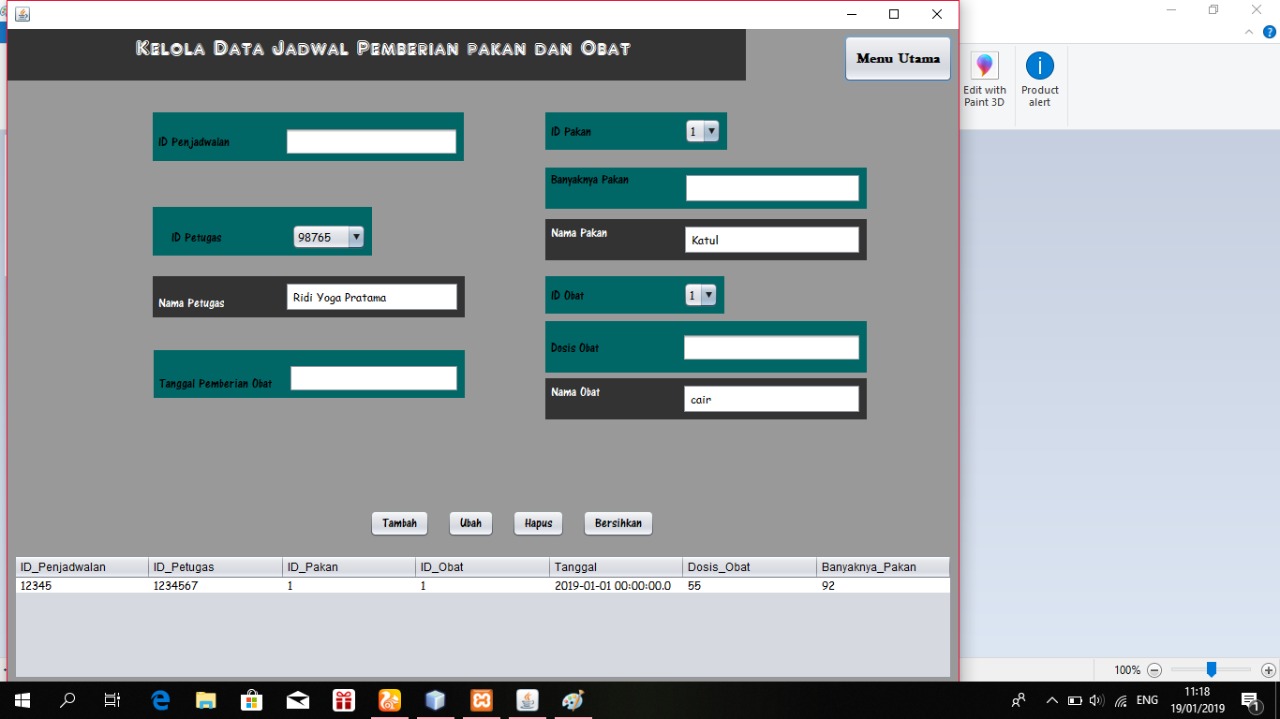 Kelola Data Jadwal Pemberian pakan dan Obat
Menu Utama
Edit with
Paint 3D
Product
alert
ID Penjadwalan
ID Petugas
98765
Nama Petugas
Ridi Yoga Pratama
Tanggal Pemberian Obat
ID Pakan
1
Banyaknya Pakan
Nama Pakan
Katul
ID Obat
1
Dosis Obat
Nama Obat
cair
Tambah
Ubah
Hapus
Bersihkan
ID_Penjadwalan ID_Petugas ID_Pakan ID_Obat Tanggal Dosis_Obat Banyaknya_Pakan
12345 1234567 1 1 2019-01-01 00:00:00.0 55 92
100%
ENG
11:18
19/01/2019
1